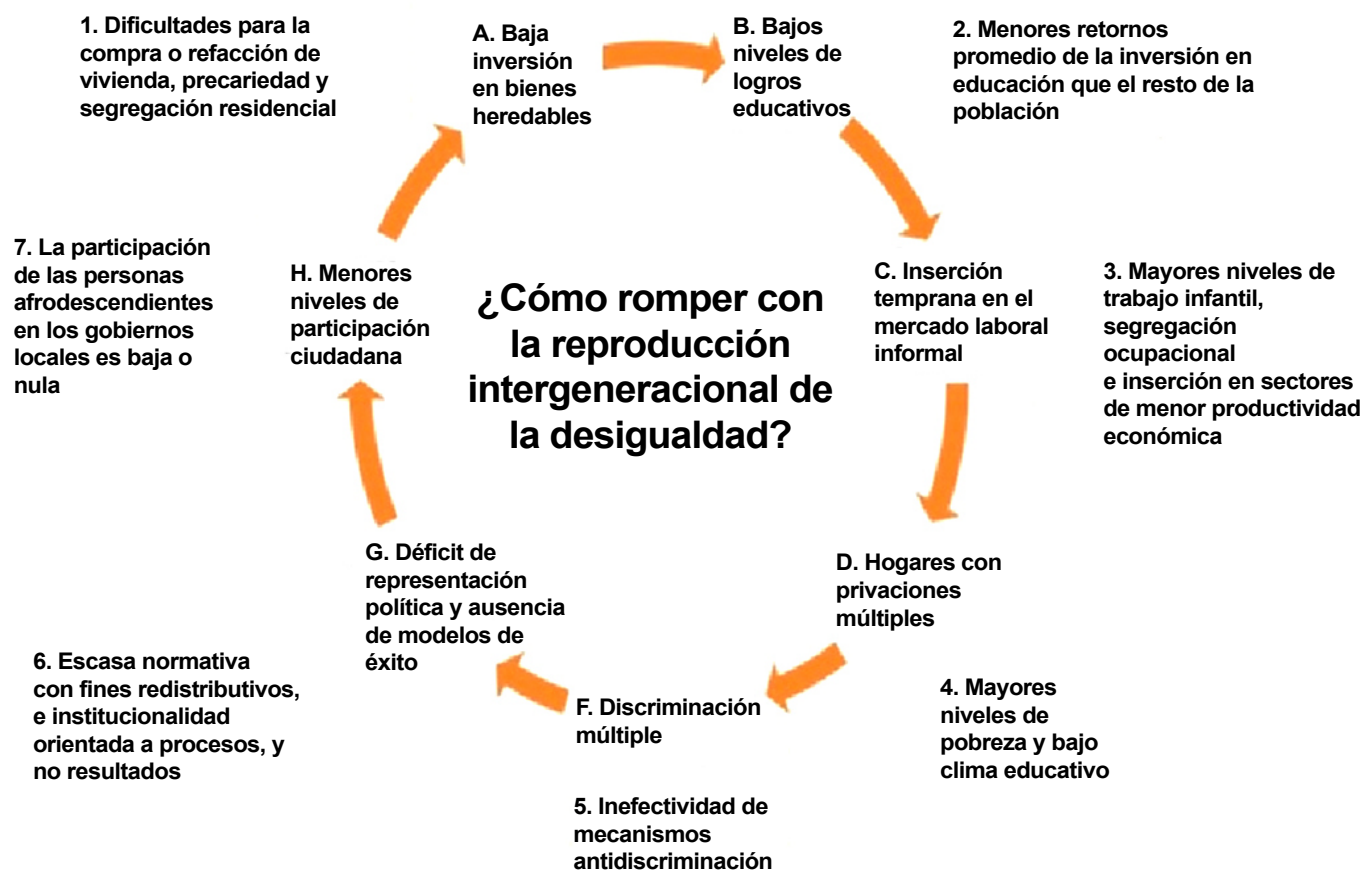 1. Dificultades para la
compra o refacción de
vivienda, precariedad y
segregación residencial
A. Baja
inversión
en bienes
heredables
B. Bajos
niveles de
logros
educativos
2. Menores retornos
promedio de la inversión en
educación que el resto de la
población
7. La participación
de las personas
afrodescendientes
en los gobiernos
locales es baja o
nula
H. Menores
niveles de
participación
ciudadana
¿Cómo romper con
la reproducción
intergeneracional de
la desigualdad?
C. Inserción
temprana en el
mercado laboral
informal
3. Mayores niveles de
trabajo infantil,
segregación
ocupacional
e inserción en sectores
de menor productividad
económica
G. Déficit de
representación
política y ausencia
de modelos de
éxito
D. Hogares con
privaciones
múltiples
6. Escasa normativa
con fines redistributivos,
e institucionalidad
orientada a procesos, y
no resultados
F. Discriminación
múltiple
4. Mayores
niveles de
pobreza y bajo
clima educativo
5. Inefectividad de
mecanismos
antidiscriminación